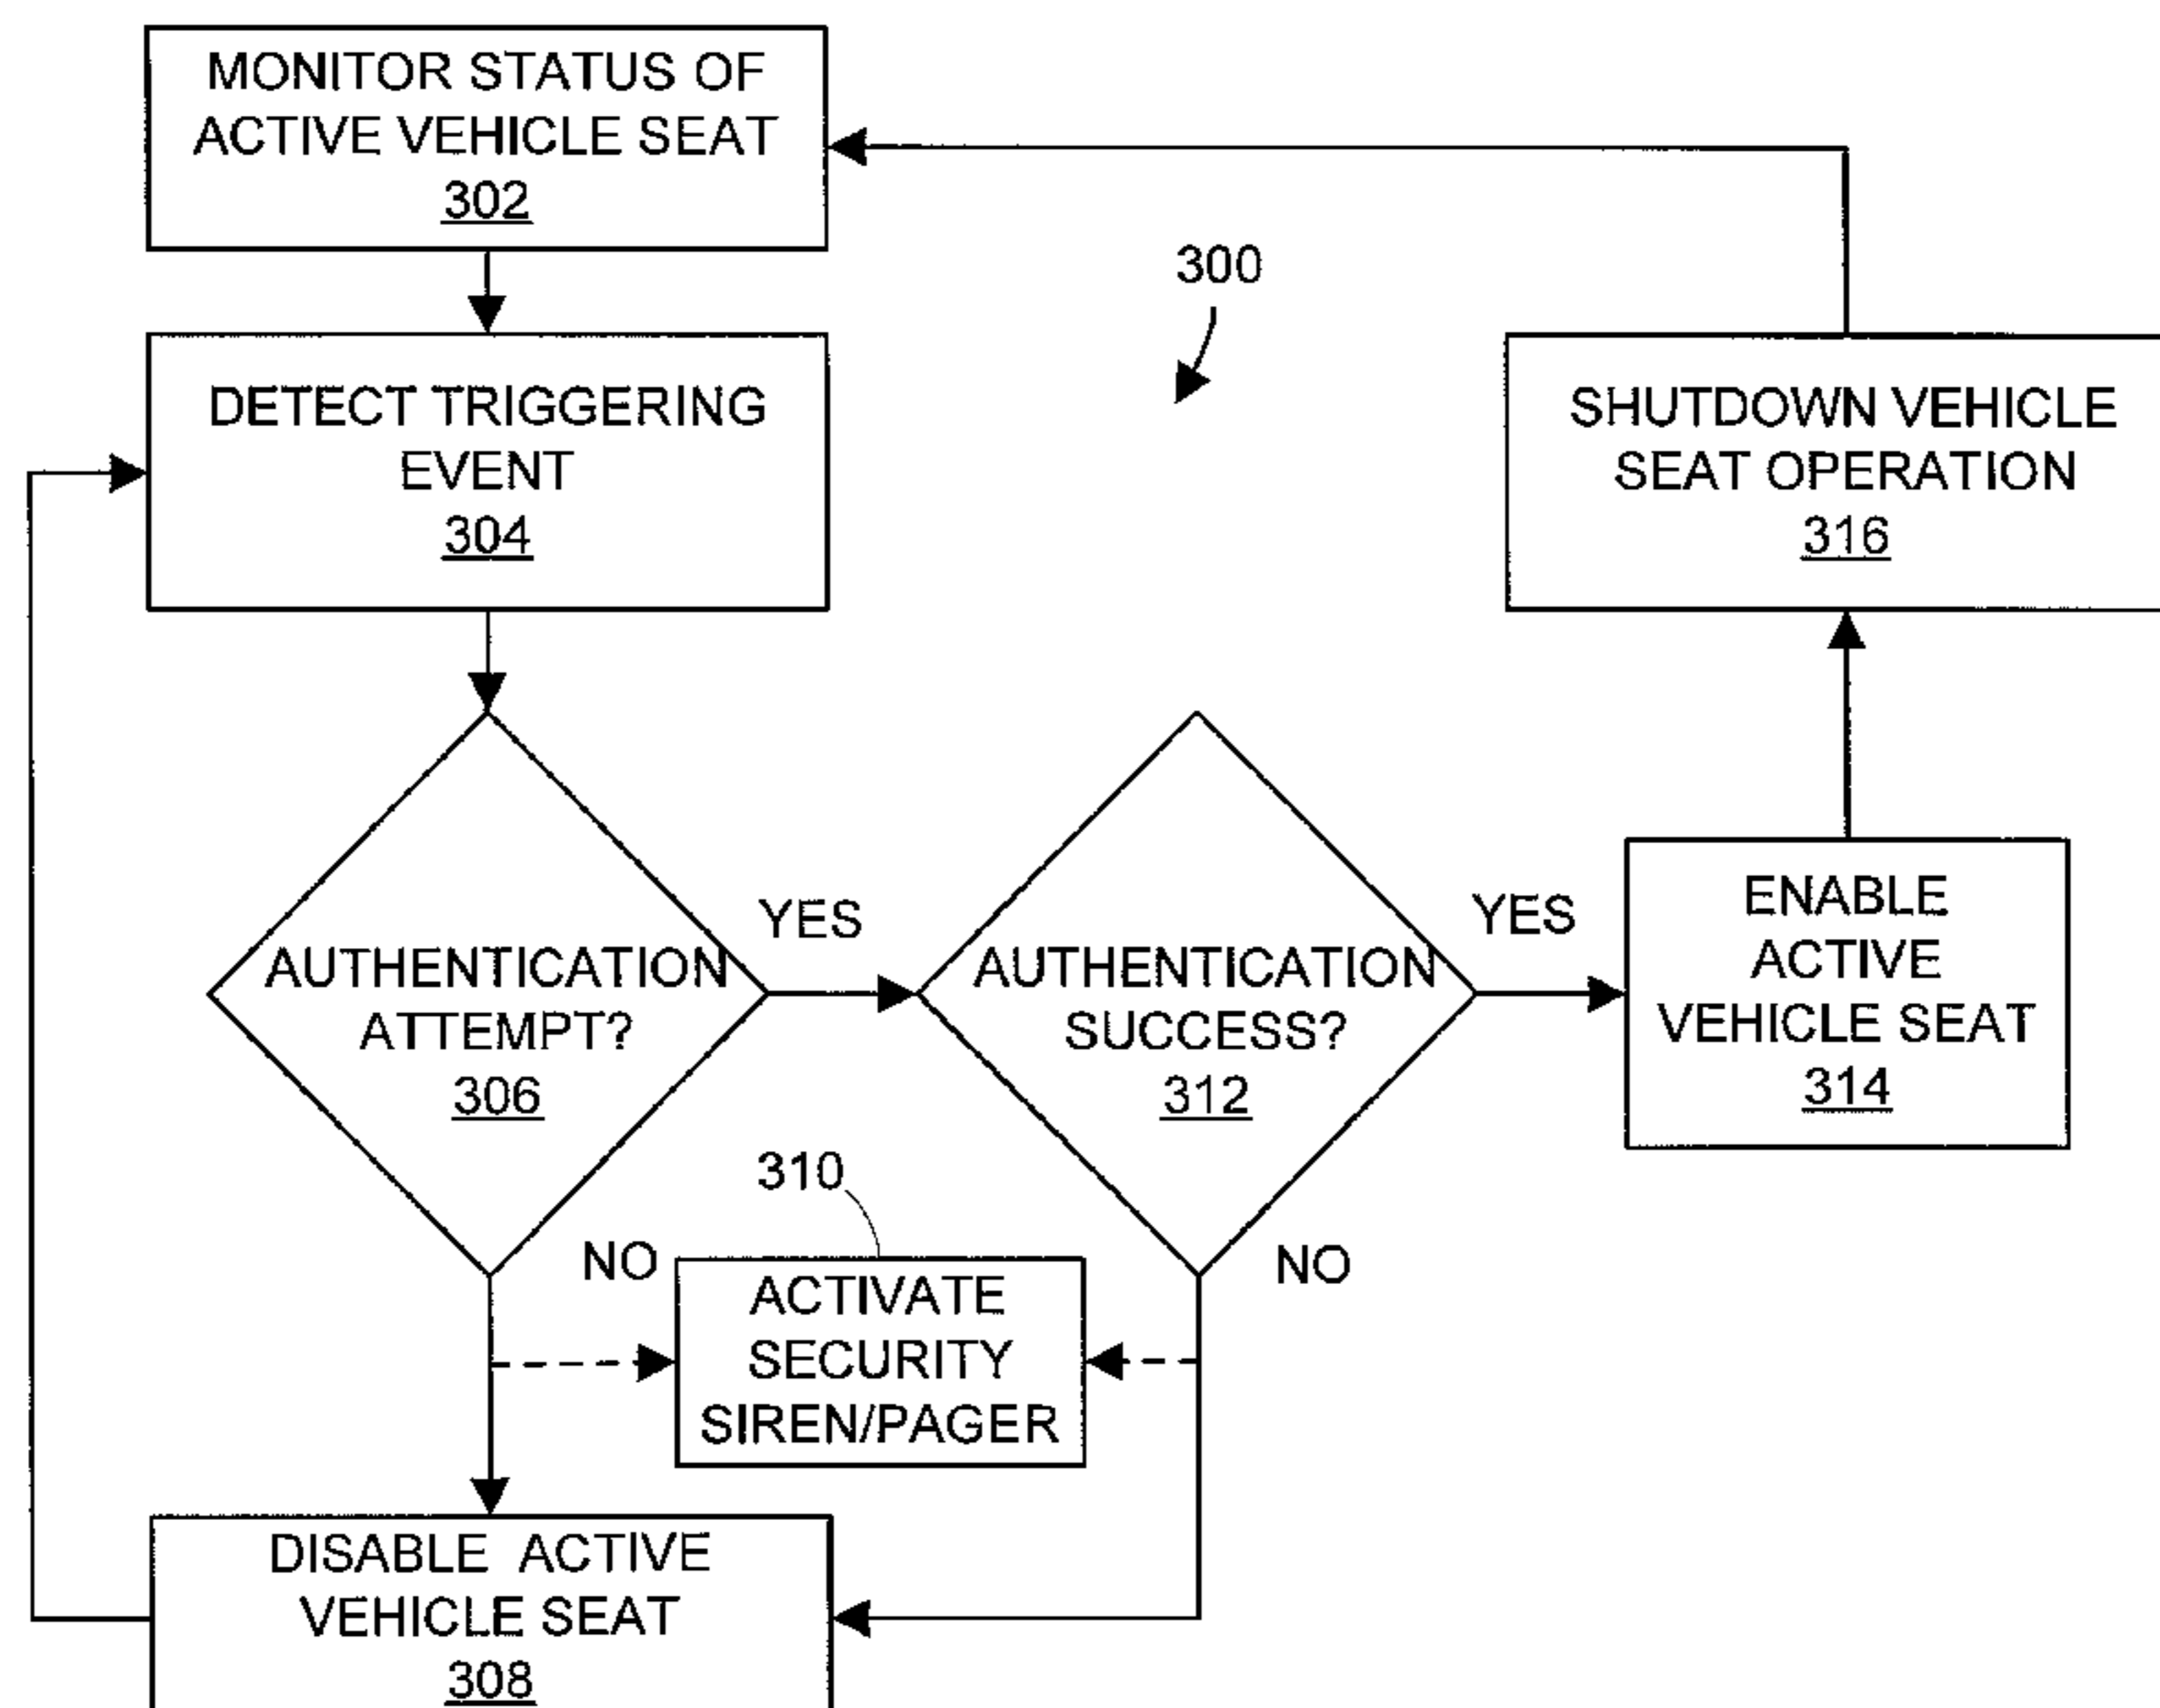 MONITOR STATUS OF
ACTIVE VEHICLE SEAT
302
300
DETECT TRIGGERING
EVENT
304
SHUTDOWN VEHICLE
SEAT OPERATION
316
AUTHENTICATION
ATTEMPT?
306
YES
AUTHENTICATION
SUCCESS?
312
YES
ENABLE
ACTIVE
VEHICLE SEAT
314
310
NO
ACTIVATE
SECURITY
SIREN/PAGER
NO
DISABLE ACTIVE
VEHICLE SEAT
308